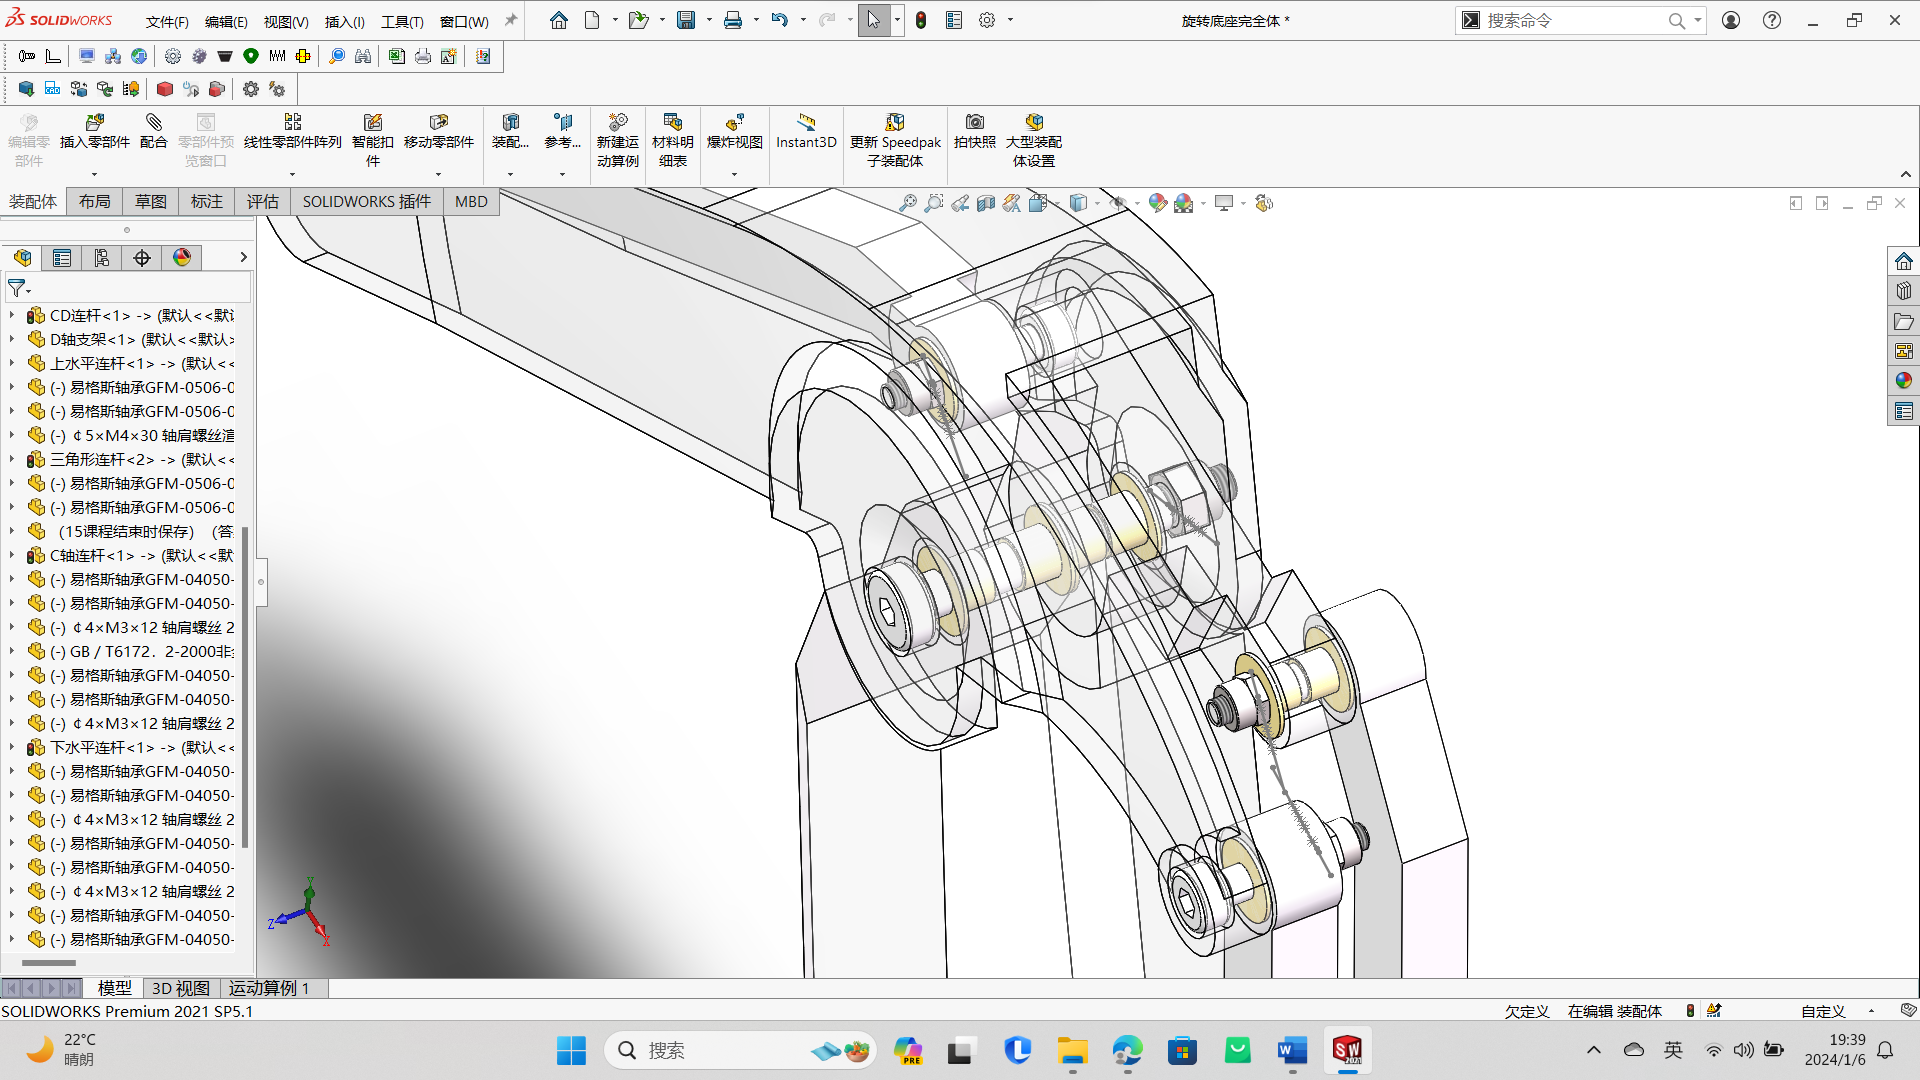 SOLIDWORKS 文件(F) 编辑(E) 视图(V) 插入(I) 工具(T) 窗口(W) 旋转底座完全体 * 搜索命令
编辑零部件 插入零部件 配合 零部件预览窗口 线性零部件阵列 智能扣件 移动零部件 装配... 参考... 新建运动算例 材料明细表 爆炸视图 Instant3D 更新 Speedpak 子装配体 拍快照 大型装配体设置
装配体 布局 草图 标注 评估 SOLIDWORKS 插件 MBD
CD连杆<1> -> (默认<<默认
D轴支架<1> (默认<<默认>
上水平连杆<1> -> (默认<<
(-) 易格斯轴承GFM-0506-0
(-) 易格斯轴承GFM-0506-0
(-) ￠5×M4×30 轴肩螺丝渲
三角形连杆<2> -> (默认<<
(-) 易格斯轴承GFM-0506-0
(-) 易格斯轴承GFM-0506-0
（15课程结束时保存）（答
C轴连杆<1> -> (默认<<默
(-) 易格斯轴承GFM-04050-
(-) 易格斯轴承GFM-04050-
(-) ￠4×M3×12 轴肩螺丝 2
(-) GB / T6172．2-2000非金
(-) 易格斯轴承GFM-04050-
(-) 易格斯轴承GFM-04050-
(-) ￠4×M3×12 轴肩螺丝 2
下水平连杆<1> -> (默认<<
(-) 易格斯轴承GFM-04050-
(-) 易格斯轴承GFM-04050-
(-) ￠4×M3×12 轴肩螺丝 2
(-) 易格斯轴承GFM-04050-
(-) 易格斯轴承GFM-04050-
(-) ￠4×M3×12 轴肩螺丝 2
(-) 易格斯轴承GFM-04050-
(-) 易格斯轴承GFM-04050-
Y
Z
X
模型 3D 视图 运动算例 1
SOLIDWORKS Premium 2021 SP5.1 欠定义 在编辑 装配体 自定义
22°C
晴朗
搜索
PRE
SW
2021
英
19:39
2024/1/6